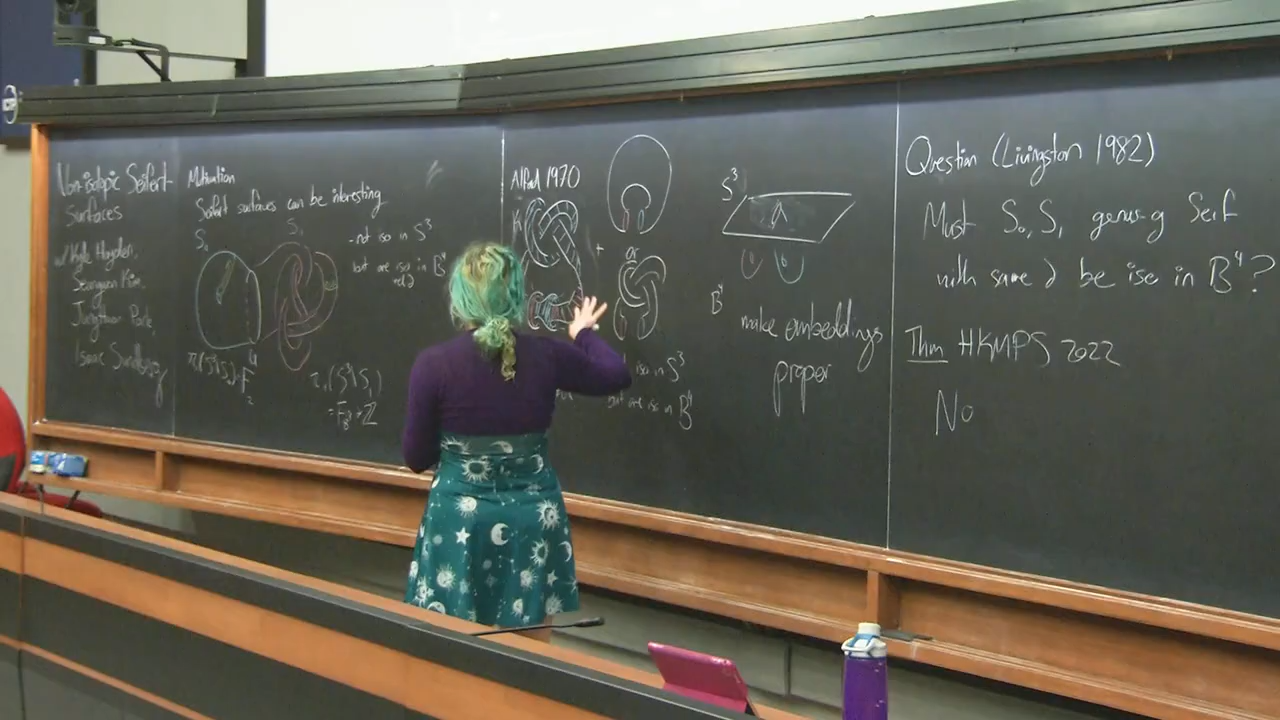 Non-isotopic Seifert
Surfaces
w/ Kyle Hayden,
Seungwon Kim,
JungHwan Park,
Isaac Sundberg
Motivation
Seifert surfaces can be interesting
S₀
S₁
-not iso in S³
but are iso in B⁴
rel ∂
π₁(S³\S₀)=F₂
π₁(S³\S₁)
Alford 1970
+
or
iso in S³
but are iso in B⁴
S³
B⁴
make embeddings
proper
Question (Livingston 1982)
Must S₀, S₁ genus-g Seif
with same ∂ be iso in B⁴?
Thm HKMPS 2022
No